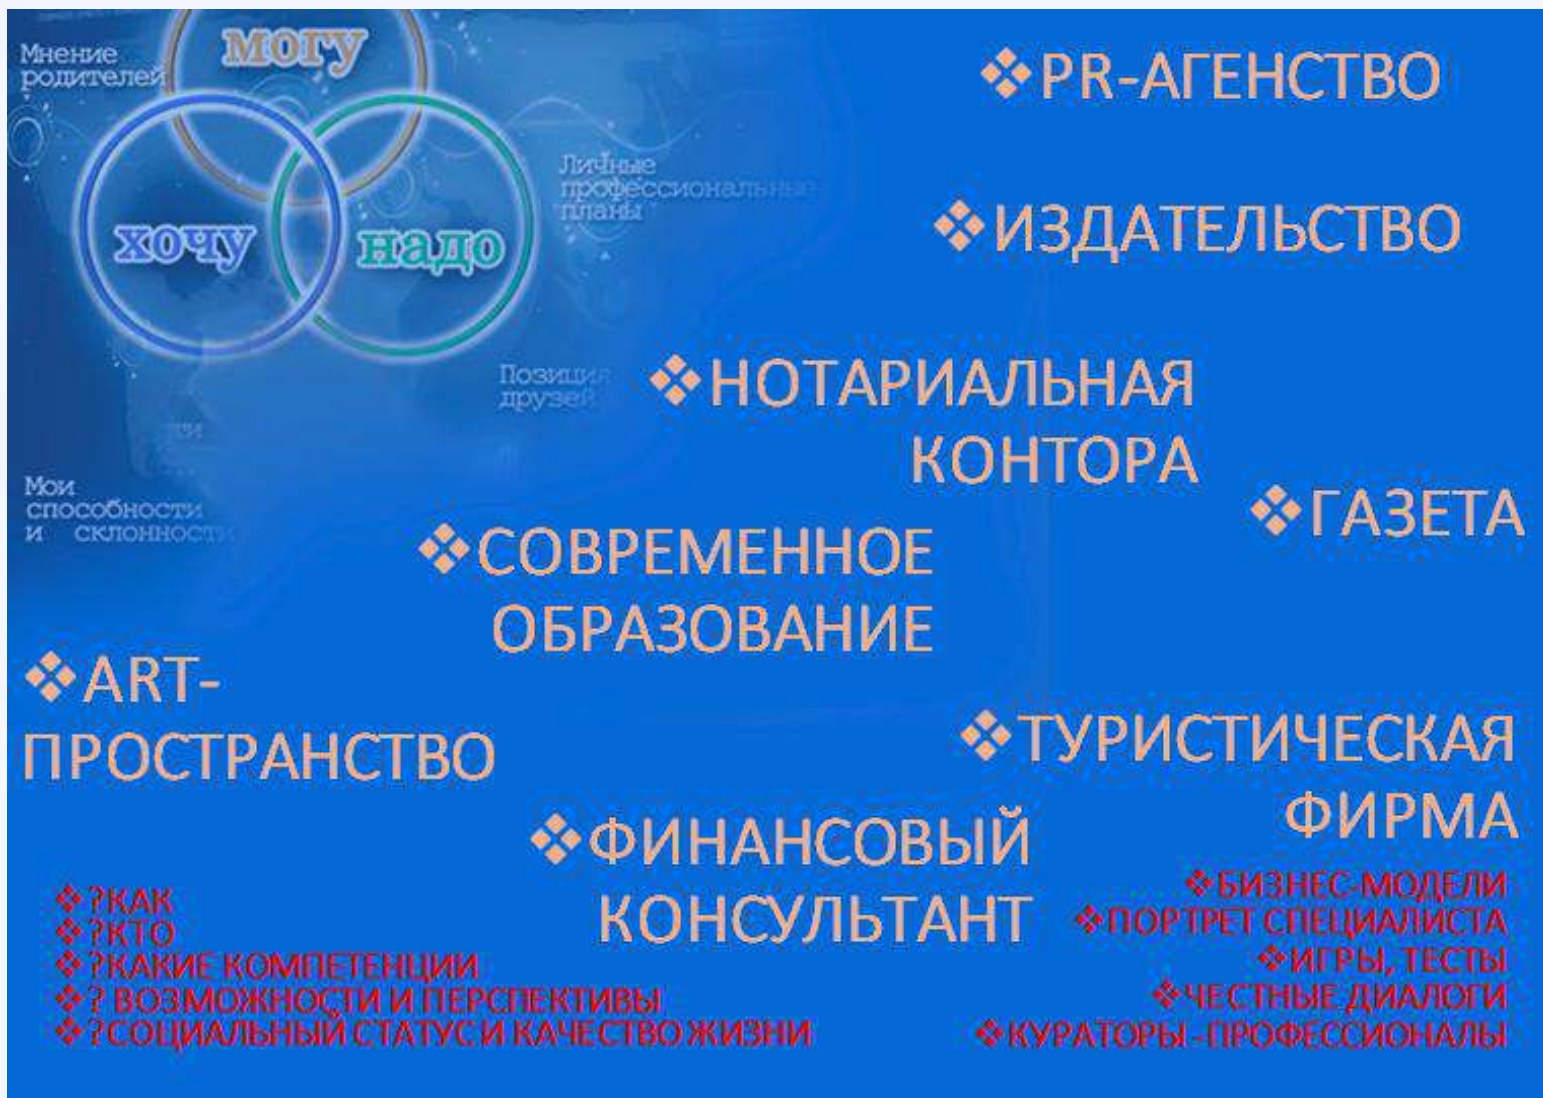 Мнение
родителей
могу
хочу
надо
Личные
профессиональные
планы
Позиция
друзей
Мои
способности
и склонности
❖PR-АГЕНСТВО
❖ИЗДАТЕЛЬСТВО
❖НОТАРИАЛЬНАЯ
КОНТОРА
❖ГАЗЕТА
❖СОВРЕМЕННОЕ
ОБРАЗОВАНИЕ
❖ART-
ПРОСТРАНСТВО
❖ТУРИСТИЧЕСКАЯ
ФИРМА
❖ФИНАНСОВЫЙ
КОНСУЛЬТАНТ
❖?КАК
❖?КТО
❖?КАКИЕ КОМПЕТЕНЦИИ
❖? ВОЗМОЖНОСТИ И ПЕРСПЕКТИВЫ
❖?СОЦИАЛЬНЫЙ СТАТУС И КАЧЕСТВО ЖИЗНИ
❖БИЗНЕС-МОДЕЛИ
❖ПОРТРЕТ СПЕЦИАЛИСТА
❖ИГРЫ, ТЕСТЫ
❖ЧЕСТНЫЕ ДИАЛОГИ
❖КУРАТОРЫ -ПРОФЕССИОНАЛЫ